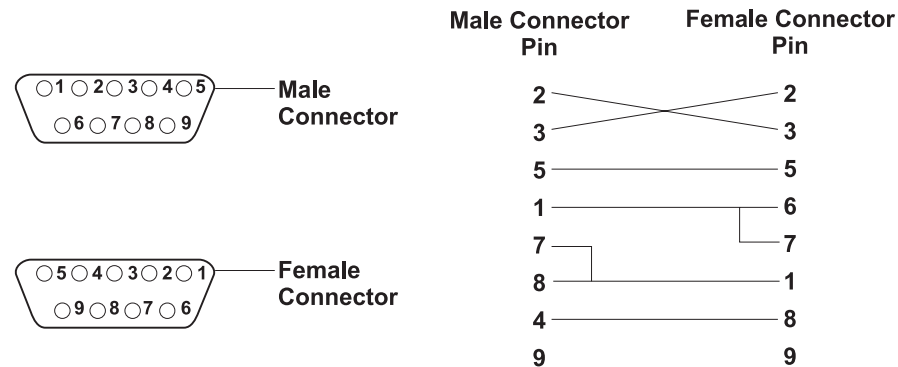 1 2 3 4 5
6 7 8 9
Male
Connector
5 4 3 2 1
9 8 7 6
Female
Connector
Male Connector
Pin
Female Connector
Pin
2 2
3 3
5 5
1 6
7 7
8 1
4 8
9 9